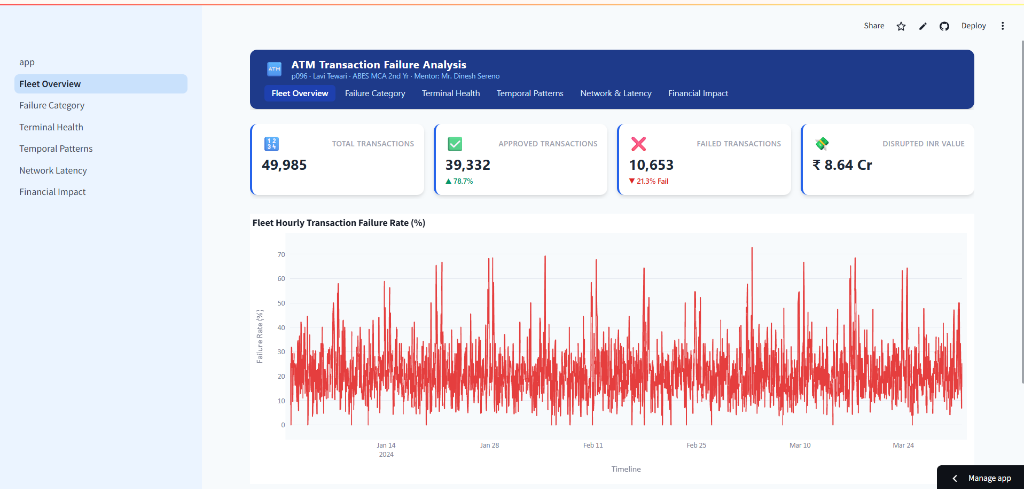 Share
Deploy
app
Fleet Overview
Failure Category
Terminal Health
Temporal Patterns
Network Latency
Financial Impact
ATM
ATM Transaction Failure Analysis
p096 · Lavi Tewari · ABES MCA 2nd Yr · Mentor: Mr. Dinesh Sereno
Fleet Overview Failure Category Terminal Health Temporal Patterns Network & Latency Financial Impact
1 2 3 4
TOTAL TRANSACTIONS
49,985
APPROVED TRANSACTIONS
39,332
▲ 78.7%
FAILED TRANSACTIONS
10,653
▼ 21.3% Fail
DISRUPTED INR VALUE
₹ 8.64 Cr
Fleet Hourly Transaction Failure Rate (%)
Failure Rate (%)
70
60
50
40
30
20
10
0
Jan 14 Jan 28 Feb 11 Feb 25 Mar 10 Mar 24
2024
Timeline
Manage app